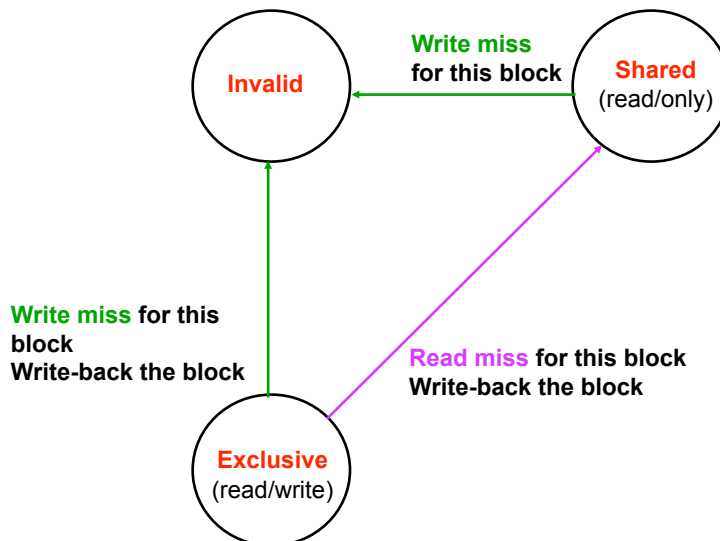 Write miss
for this block
Invalid
Shared
(read/only)
Write miss for this
block
Write-back the block
Read miss for this block
Write-back the block
Exclusive
(read/write)